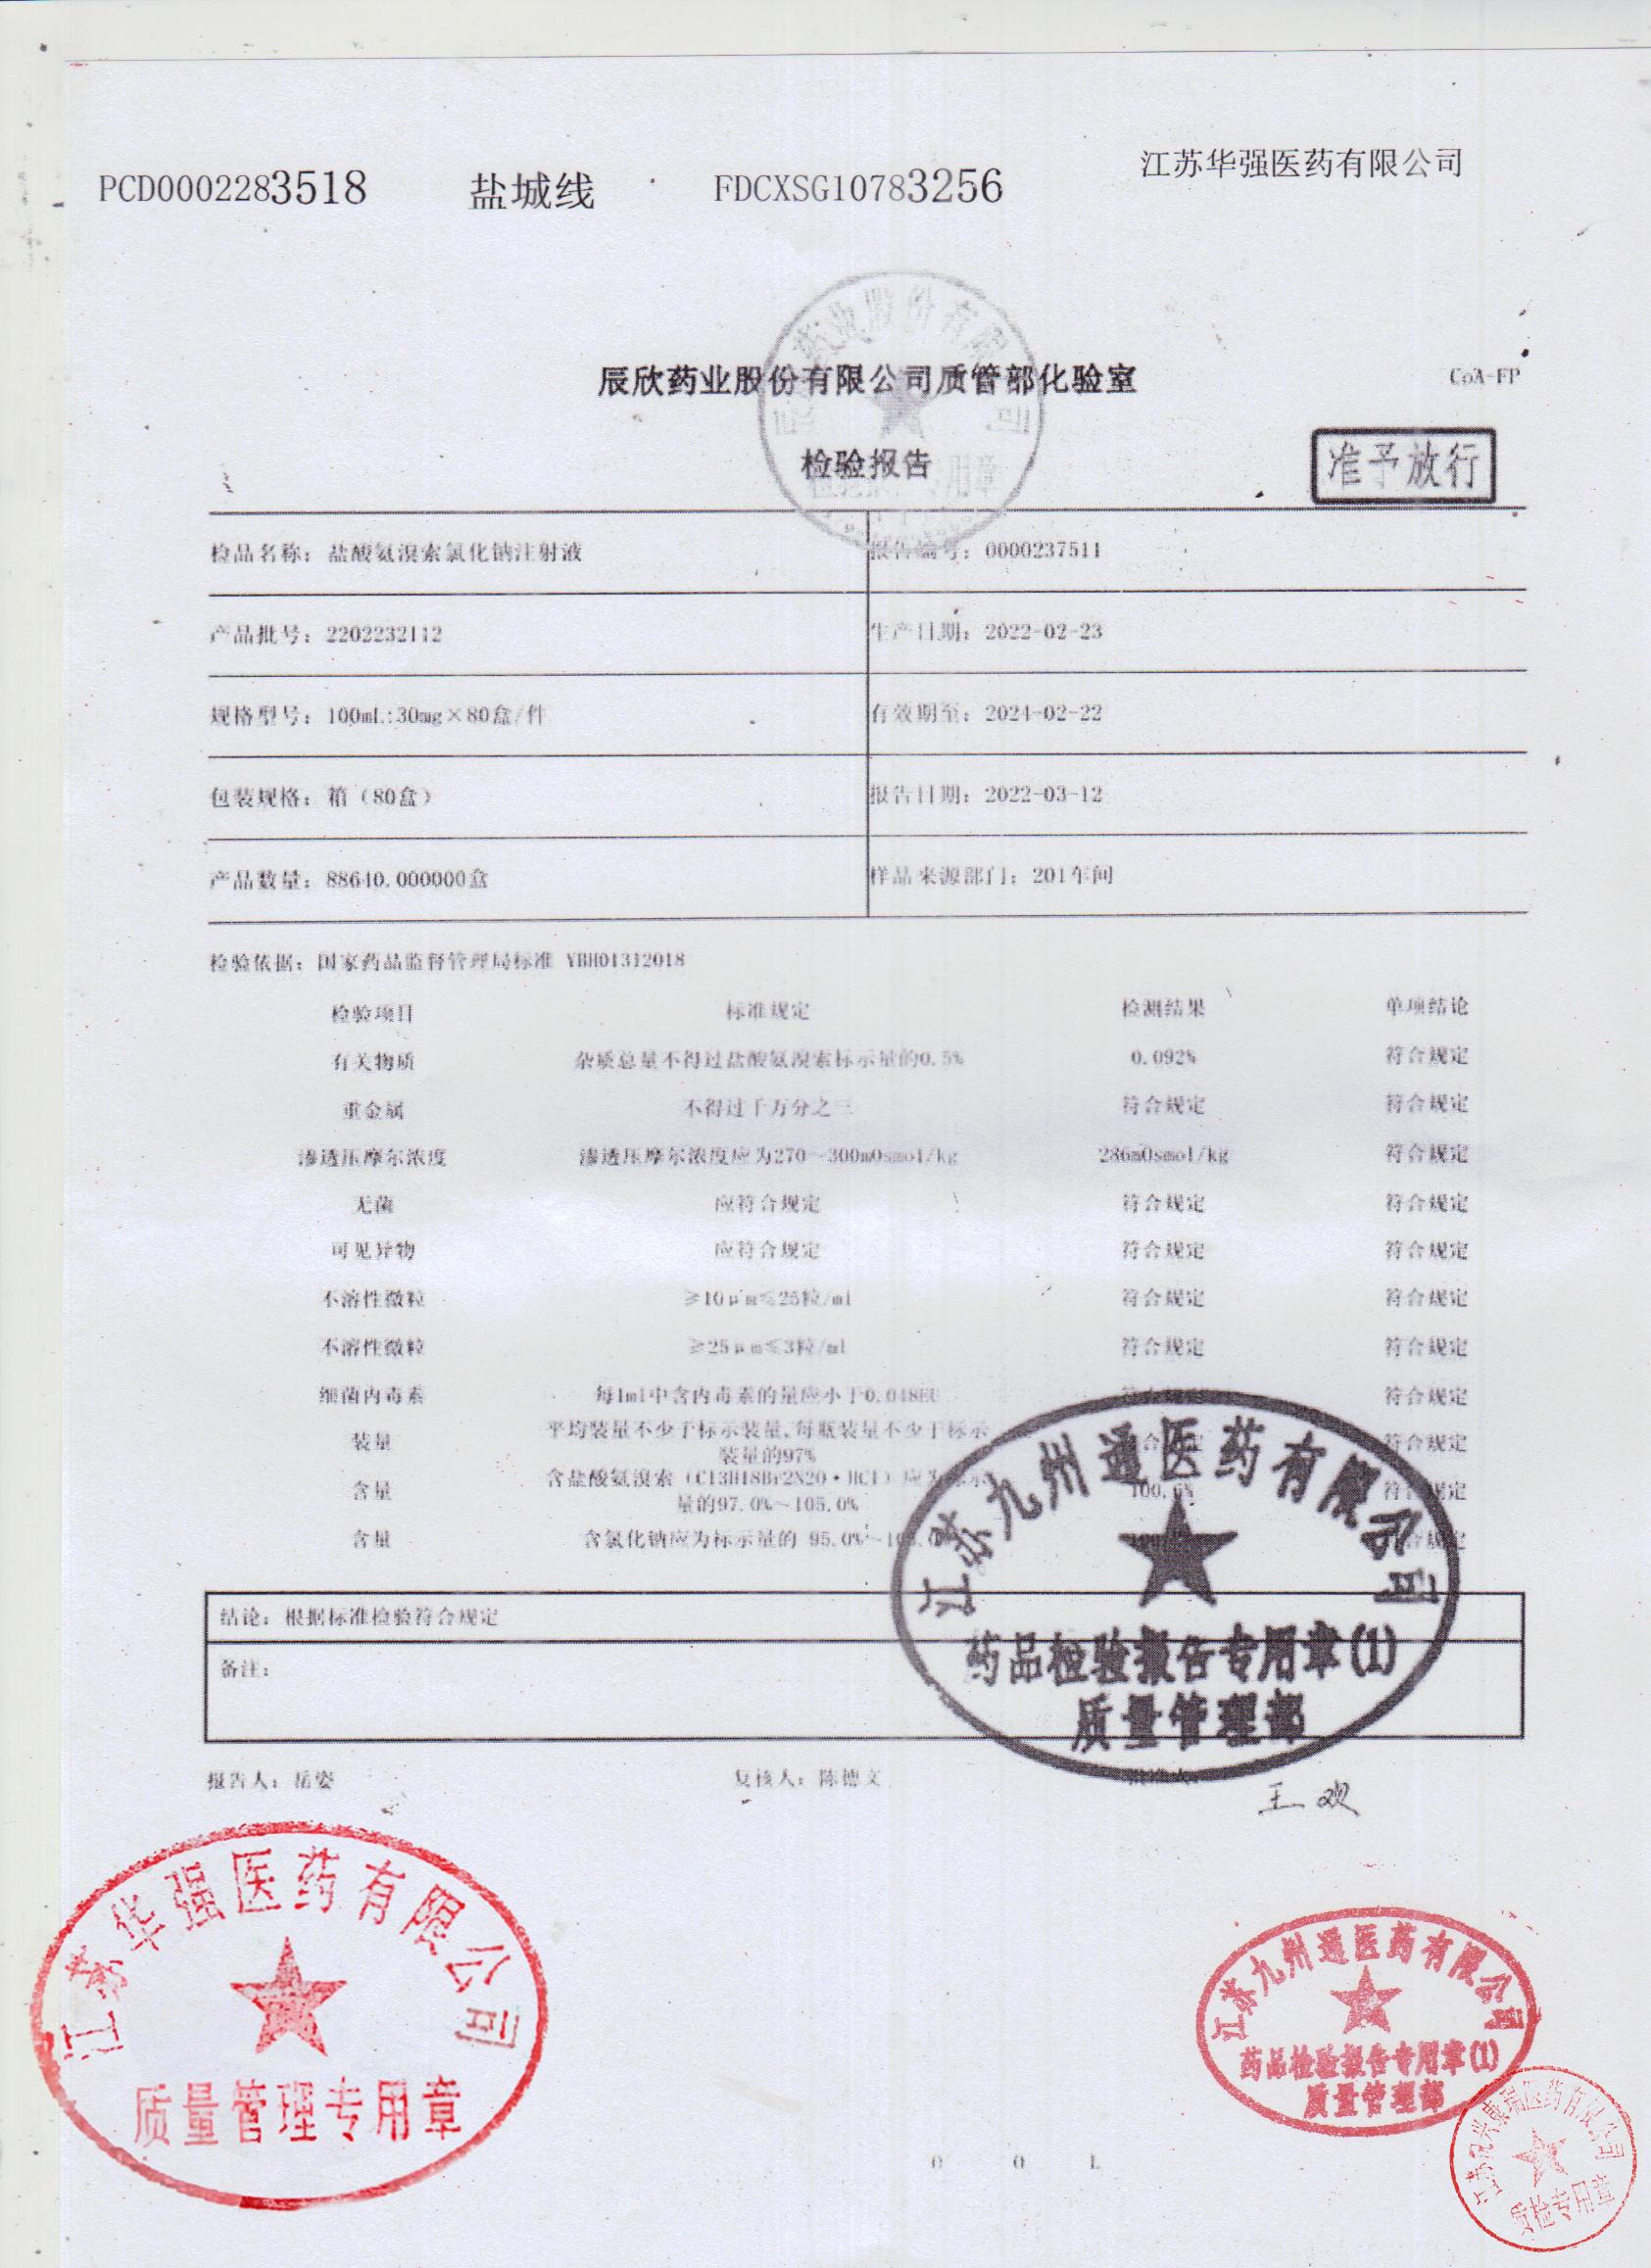 江苏华强医药有限公司
PCD0002283518 盐城线 FDCXSG10783256
辰欣药业股份有限公司质管部化验室 CoA-FP
检验报告 准予放行
检品名称：盐酸氨溴索氯化钠注射液 报告编号：0000237511
产品批号：2202232112 生产日期：2022-02-23
规格型号：100mL:30mg×80盒/件 有效期至：2024-02-22
包装规格：箱（80盒） 报告日期：2022-03-12
产品数量：88640.000000盒 样品来源部门：201车间
检验依据：国家药品监督管理局标准 YBH01312018
检验项目 标准规定 检测结果 单项结论
有关物质 杂质总量不得过盐酸氨溴索标示量的0.5% 0.092% 符合规定
重金属 不得过千万分之三 符合规定 符合规定
渗透压摩尔浓度 渗透压摩尔浓度应为270～300mOsmol/kg 286mOsmol/kg 符合规定
无菌 应符合规定 符合规定 符合规定
可见异物 应符合规定 符合规定 符合规定
不溶性微粒 ≥10μm≤25粒/ml 符合规定 符合规定
不溶性微粒 ≥25μm≤3粒/ml 符合规定 符合规定
细菌内毒素 每1ml中含内毒素的量应小于0.048EU 符合规定
装量 平均装量不少于标示装量,每瓶装量不少于标示 符合规定
装量的97%
含量 含盐酸氨溴索（C13H18Br2N2O·HCl）应为标示 符合规定
量的97.0%～105.0%
含量 含氯化钠应为标示量的 95.0%～ 符合规定
结论：根据标准检验符合规定
备注：
报告人：岳姿 复核人：陈德文 王欢
江苏九州通医药有限公司
药品检验报告专用章(1)
质量管理部
江苏华强医药有限公司
质量管理专用章
江苏九州通医药有限公司
药品检验报告专用章(1)
质量管理部
质检专用章